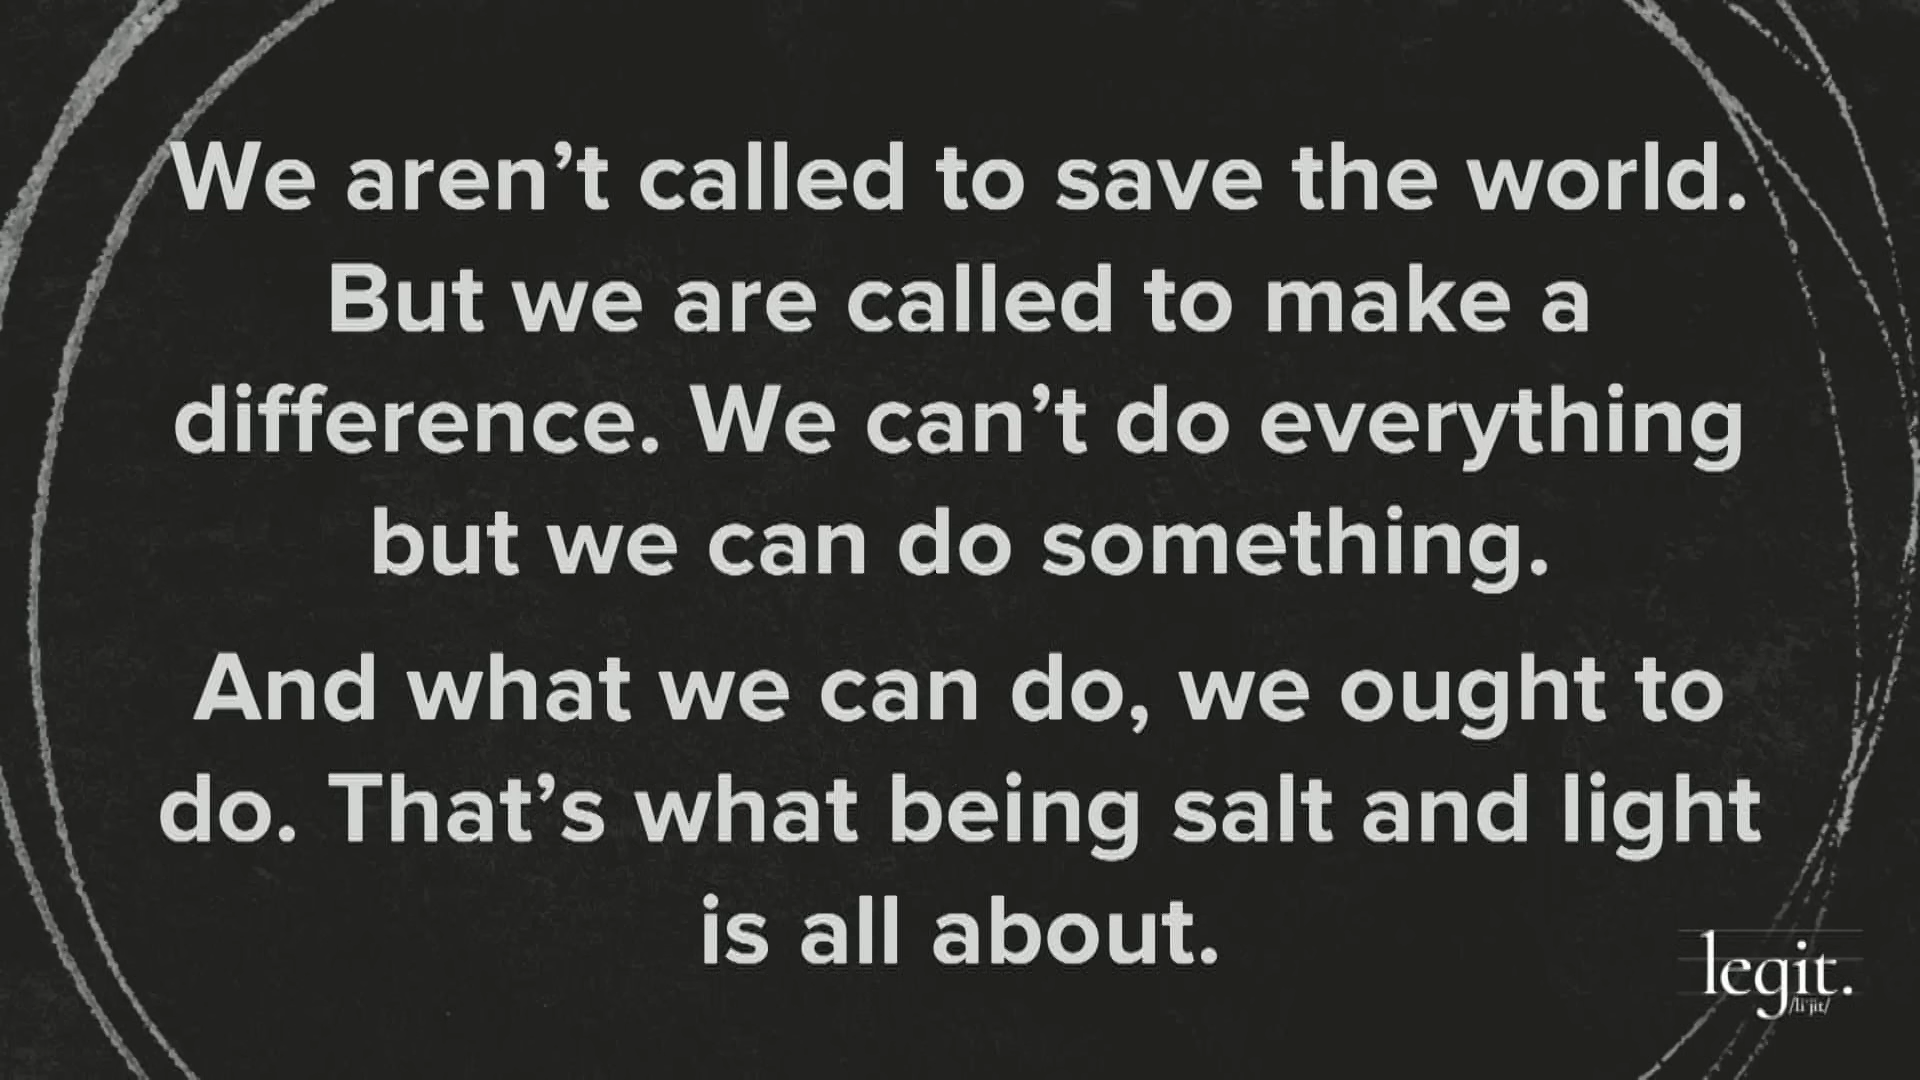 We aren’t called to save the world.
But we are called to make a
difference. We can’t do everything
but we can do something.
And what we can do, we ought to
do. That’s what being salt and light
is all about.
legit.
/li jit/